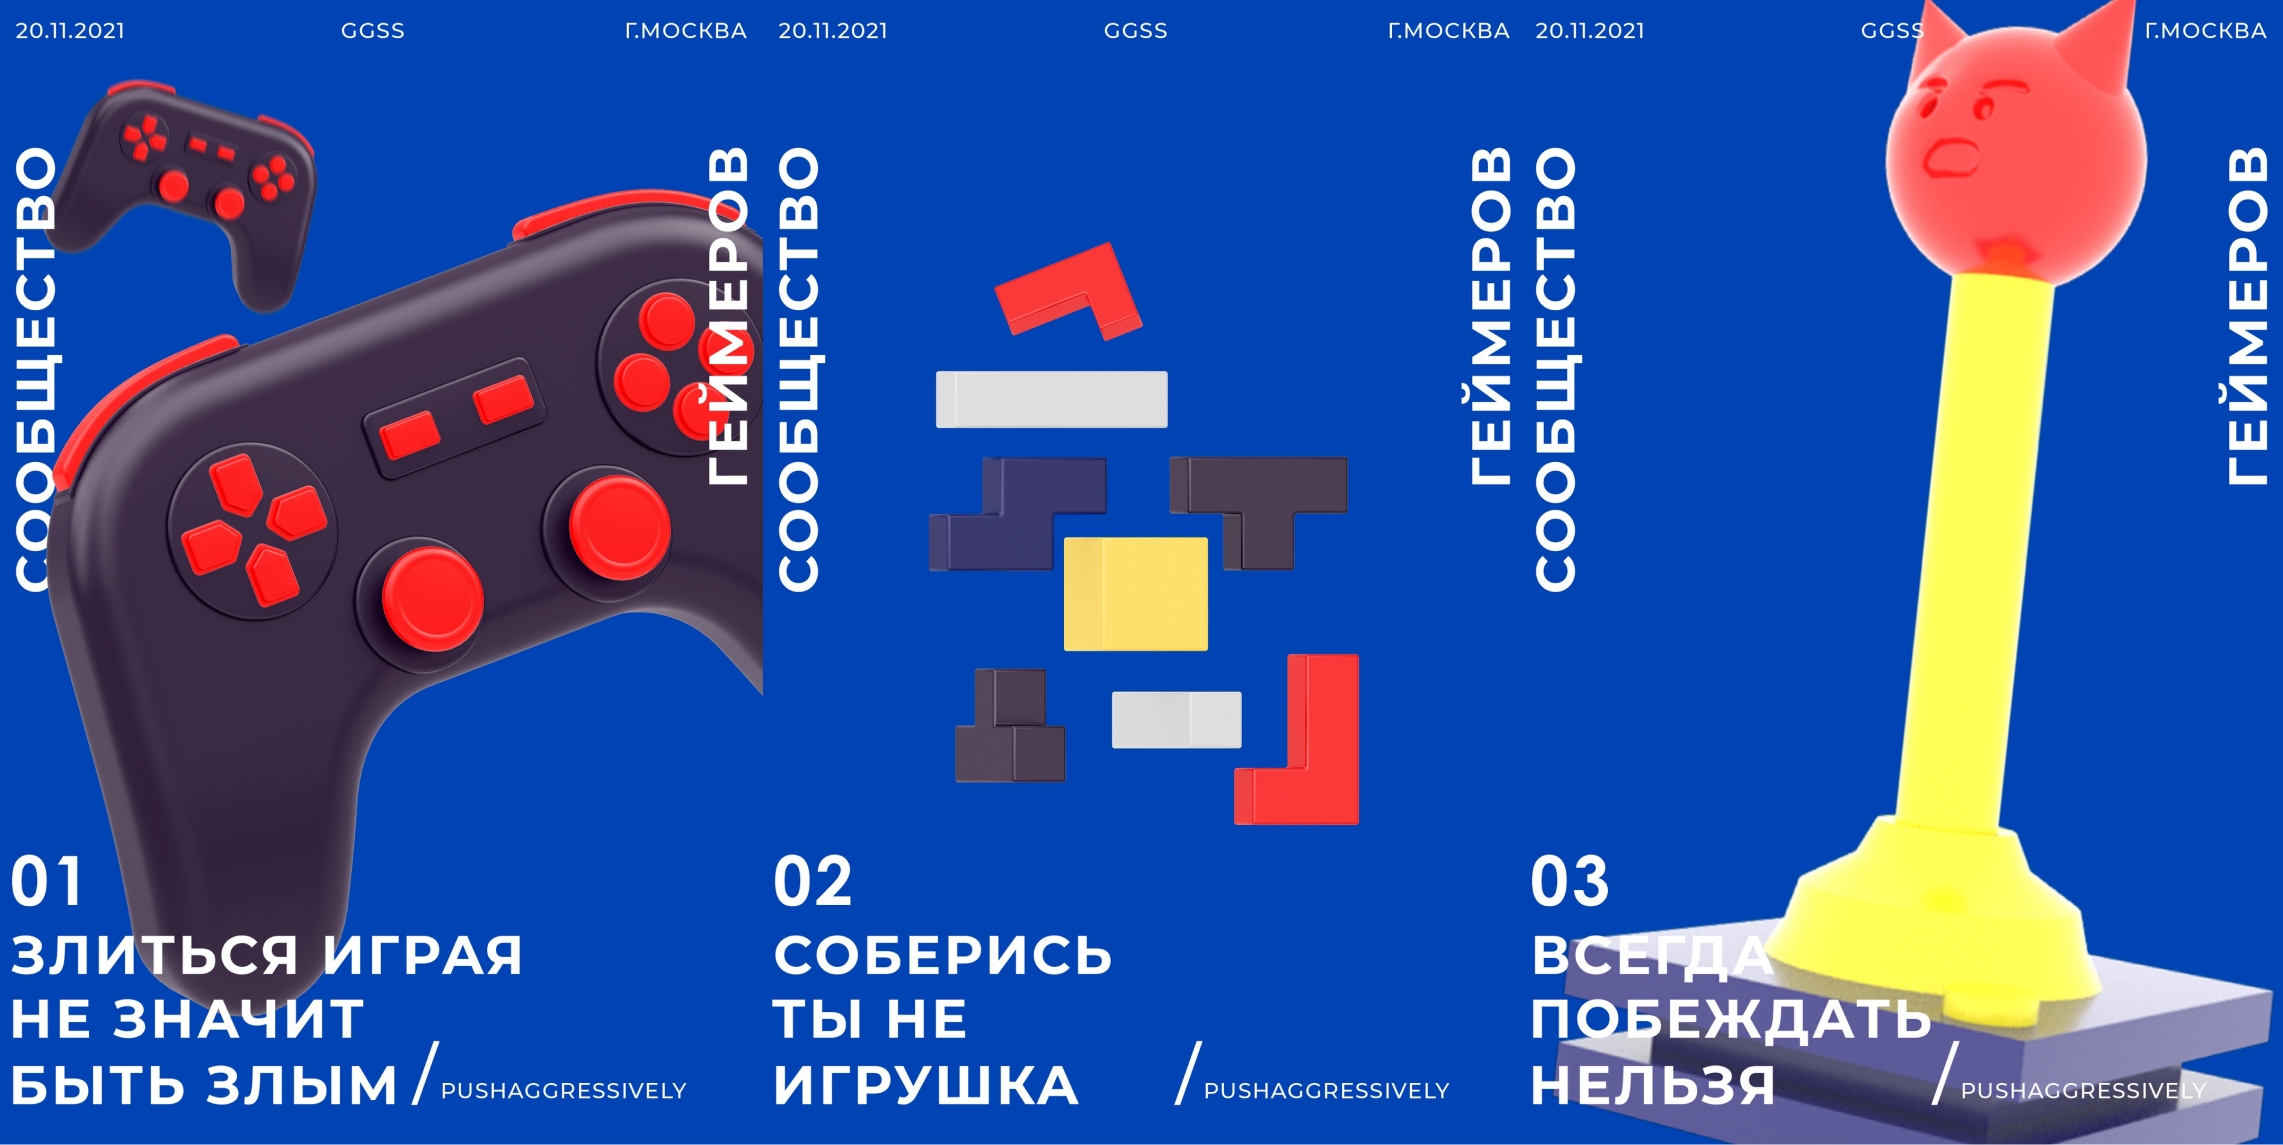 20.11.2021
GGSS
Г.МОСКВА
СООБЩЕСТВО
ГЕЙМЕРОВ
01
ЗЛИТЬСЯ ИГРАЯ
НЕ ЗНАЧИТ
БЫТЬ ЗЛЫМ / PUSHAGGRESSIVELY
20.11.2021
GGSS
Г.МОСКВА
СООБЩЕСТВО
ГЕЙМЕРОВ
02
СОБЕРИСЬ
ТЫ НЕ
ИГРУШКА / PUSHAGGRESSIVELY
20.11.2021
GGSS
Г.МОСКВА
СООБЩЕСТВО
ГЕЙМЕРОВ
03
ВСЕГДА
ПОБЕЖДАТЬ
НЕЛЬЗЯ / PUSHAGGRESSIVELY